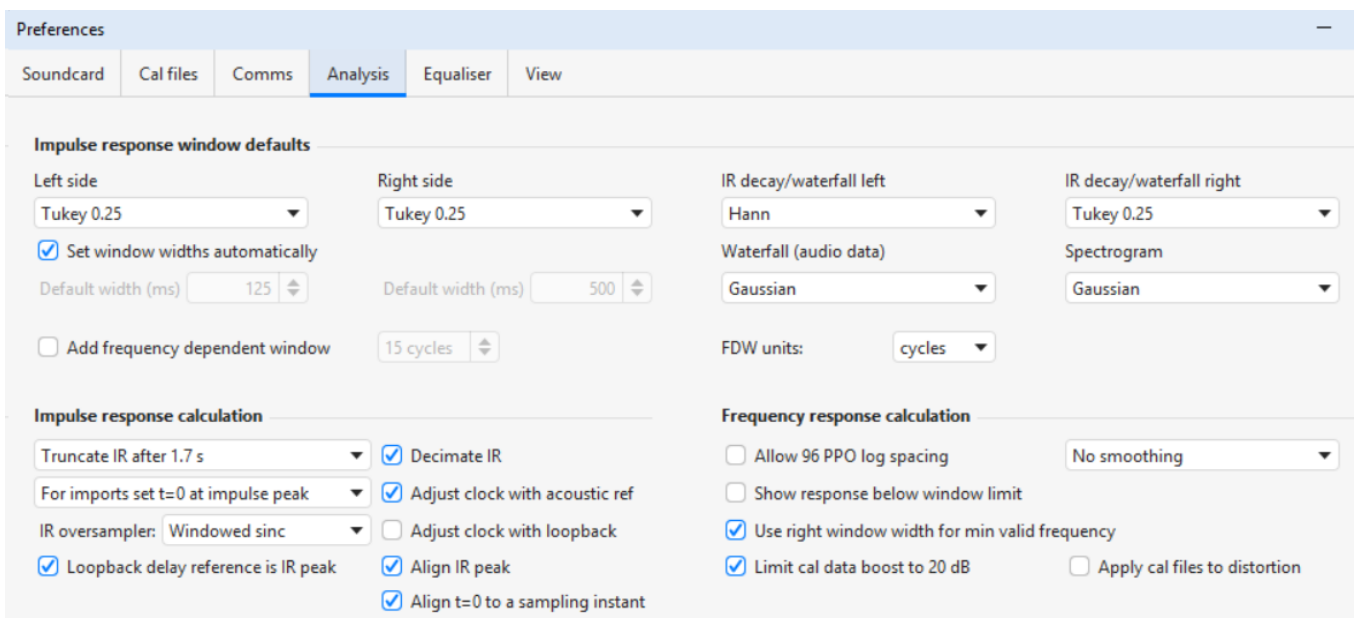 Preferences
Soundcard Cal files Comms Analysis Equaliser View
Impulse response window defaults
Left side Right side IR decay/waterfall left IR decay/waterfall right
Tukey 0.25 Tukey 0.25 Hann Tukey 0.25
Set window widths automatically Waterfall (audio data) Spectrogram
Default width (ms) 125 Default width (ms) 500 Gaussian Gaussian
Add frequency dependent window 15 cycles FDW units: cycles
Impulse response calculation Frequency response calculation
Truncate IR after 1.7 s Decimate IR Allow 96 PPO log spacing No smoothing
For imports set t=0 at impulse peak Adjust clock with acoustic ref Show response below window limit
IR oversampler: Windowed sinc Adjust clock with loopback Use right window width for min valid frequency
Loopback delay reference is IR peak Align IR peak Limit cal data boost to 20 dB Apply cal files to distortion
Align t=0 to a sampling instant